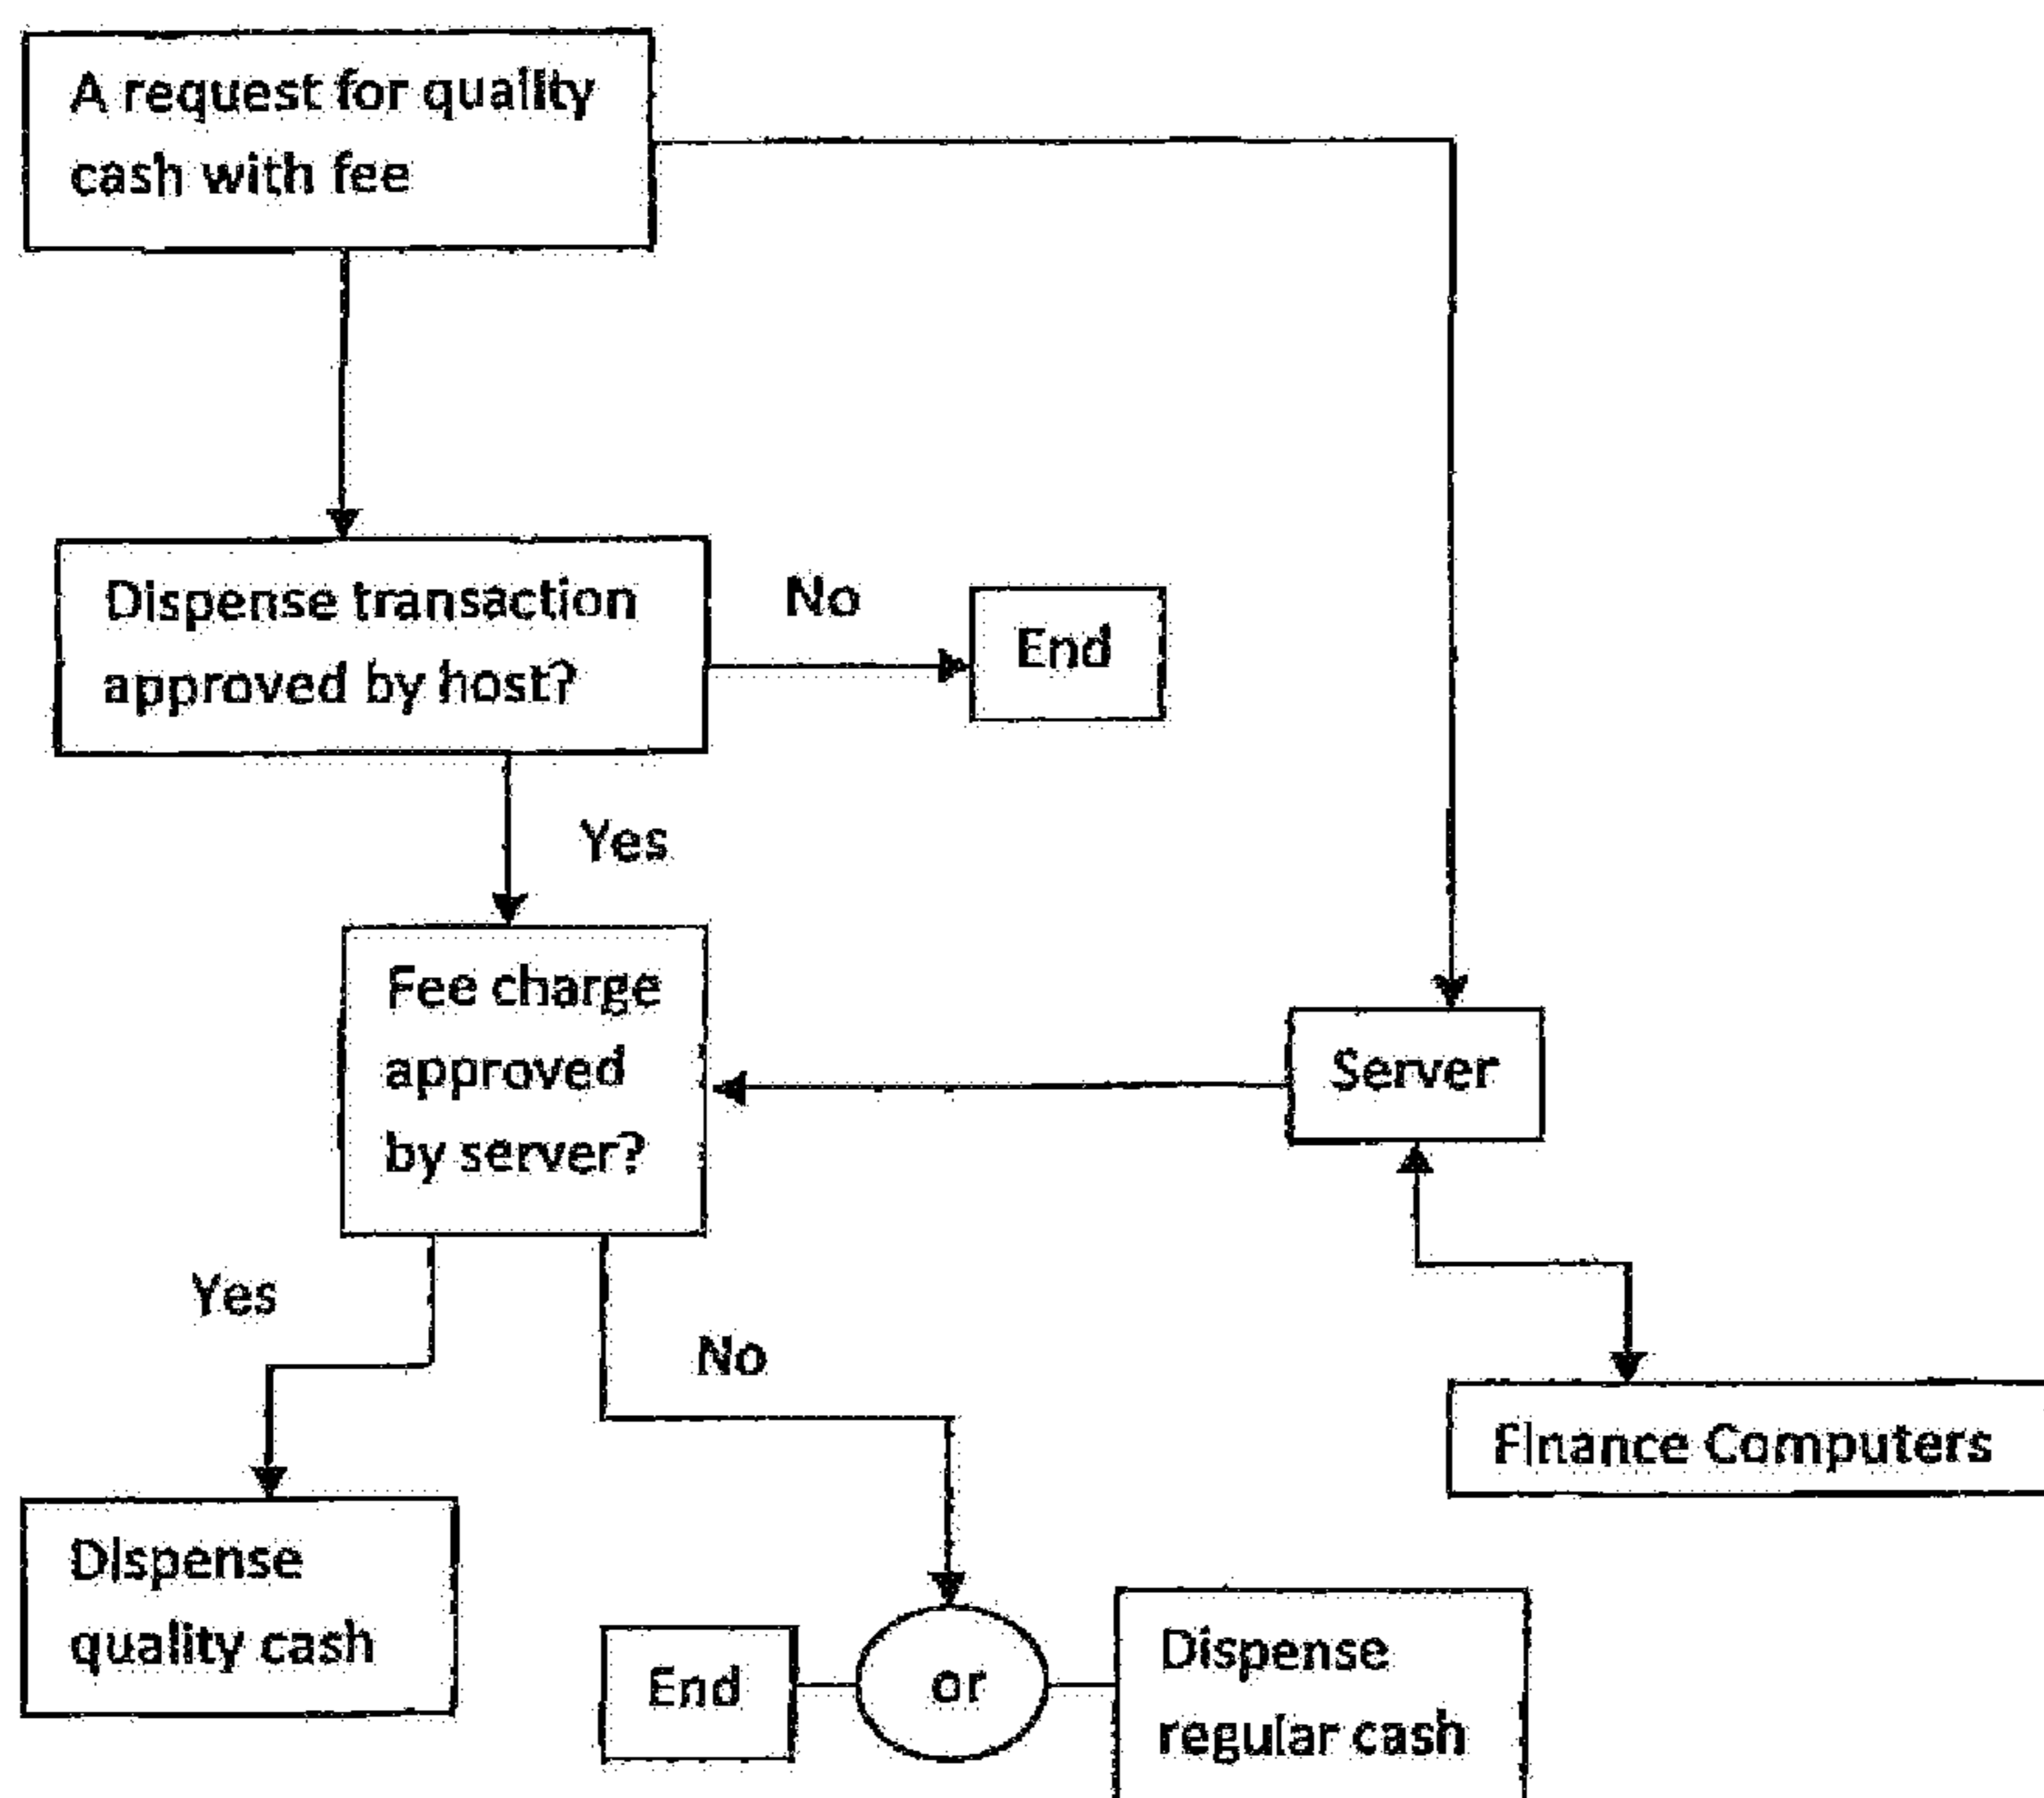 A request for quality
cash with fee
Dispense transaction
approved by host?
No
End
Yes
Fee charge
approved
by server?
Server
Yes
No
Finance Computers
Dispense
quality cash
End
or
Dispense
regular cash